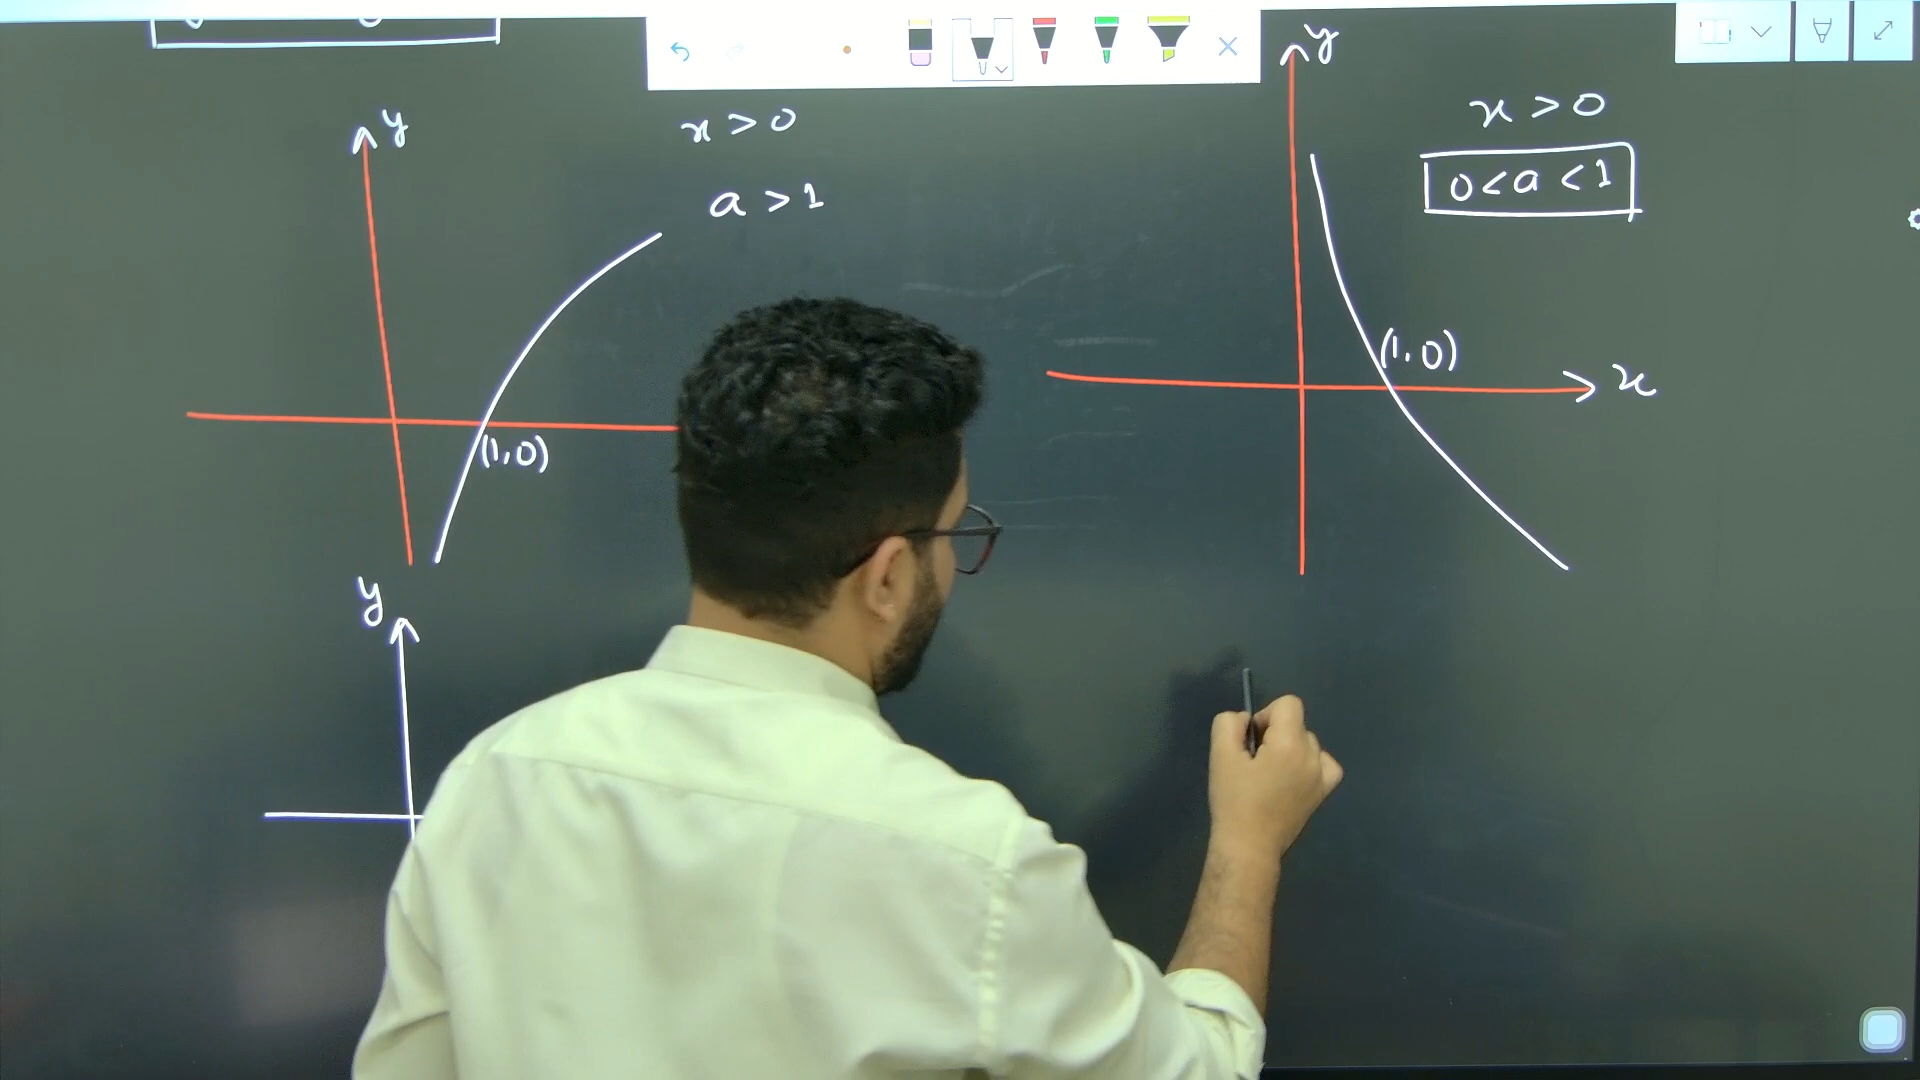 y
x > 0
a > 1
(1,0)
y
y
x > 0
0 < a < 1
(1,0)
x